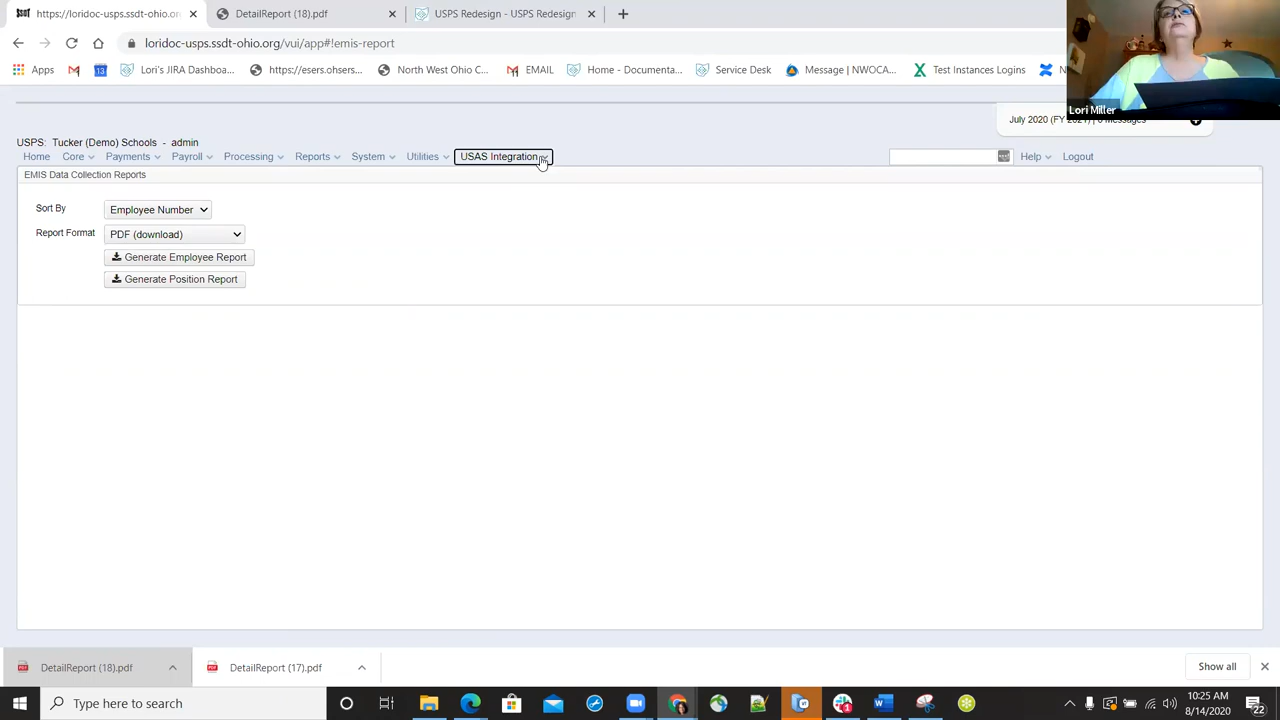 https://loridoc-usps.ssdt-ohio.org
DetailReport (18).pdf
USPS Redesign - USPS Redesign
loridoc-usps.ssdt-ohio.org/vui/app#!emis-report
Apps
Lori's JIRA Dashboa...
https://esers.ohsers...
North West Ohio C...
EMAIL
Home - Documenta...
Service Desk
Message | NWOCA...
Test Instances Logins
Lori Miller
July 2020 (FY 2021) | 0 Messages
USPS: Tucker (Demo) Schools - admin
Home Core Payments Payroll Processing Reports System Utilities USAS Integration Help Logout
EMIS Data Collection Reports
Sort By Employee Number
Report Format PDF (download)
Generate Employee Report
Generate Position Report
DetailReport (18).pdf
DetailReport (17).pdf
Show all
Type here to search
10:25 AM
8/14/2020
22